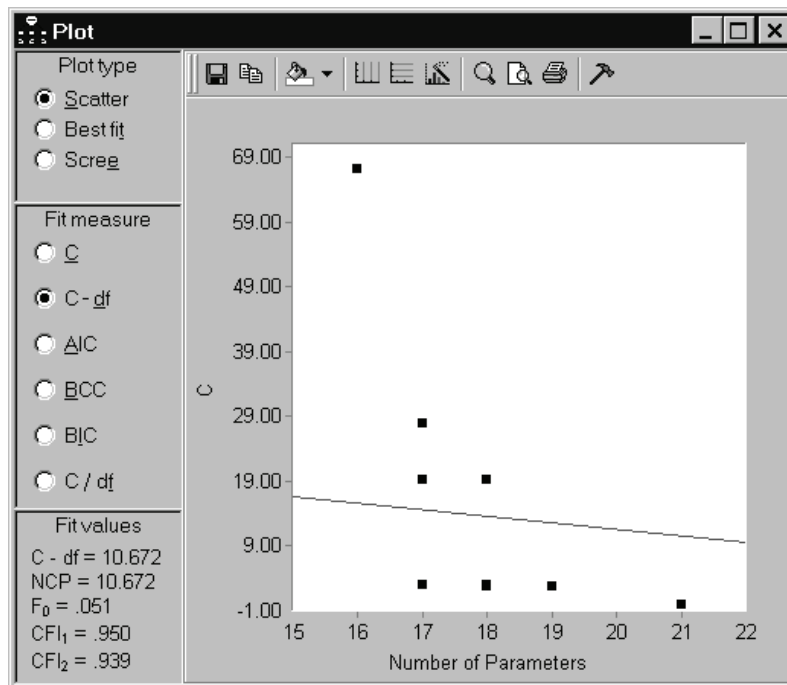 Plot
Plot type
Scatter
Best fit
Scree
Fit measure
C
C - df
AIC
BCC
BIC
C / df
Fit values
C - df = 10.672
NCP = 10.672
F0 = .051
CFI1 = .950
CFI2 = .939
C
69.00
59.00
49.00
39.00
29.00
19.00
9.00
-1.00
15 16 17 18 19 20 21 22
Number of Parameters